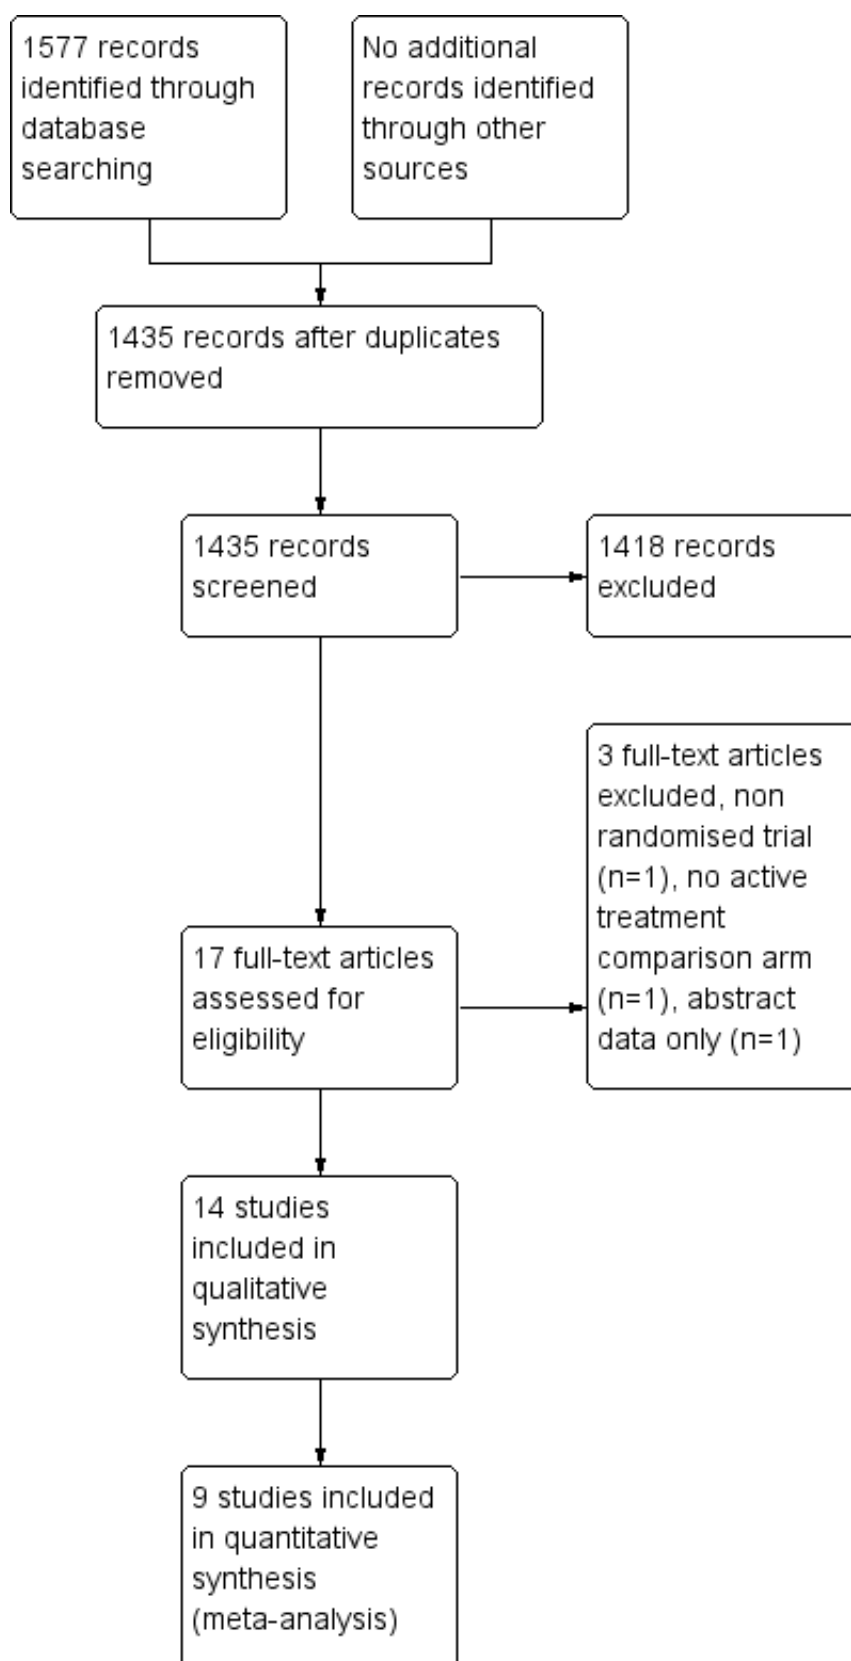 1577 records
identified through
database
searching
No additional
records identified
through other
sources
1435 records after duplicates
removed
1435 records
screened
1418 records
excluded
3 full-text articles
excluded, non
randomised trial
(n=1), no active
treatment
comparison arm
(n=1), abstract
data only (n=1)
17 full-text articles
assessed for
eligibility
14 studies
included in
qualitative
synthesis
9 studies included
in quantitative
synthesis
(meta-analysis)